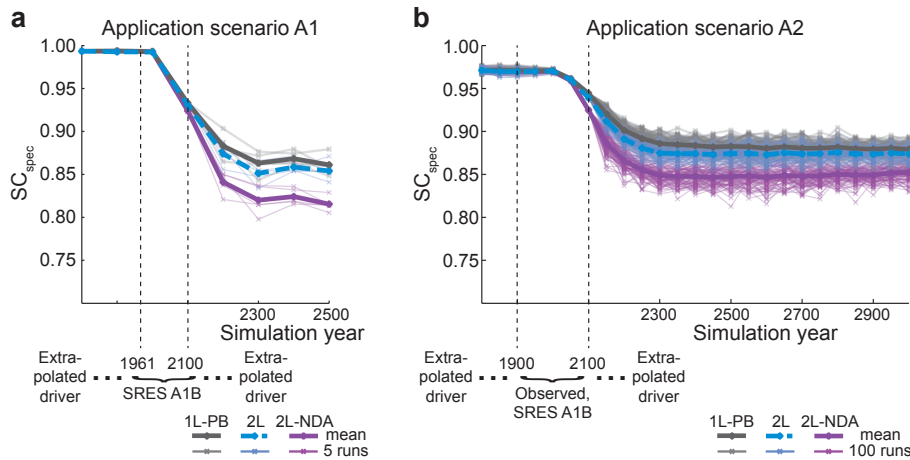 a
Application scenario A1
1.00
0.95
0.90
0.85
0.80
0.75
SCspec
2300
2500
Simulation year
Extra-
polated
driver
1961
2100
SRES A1B
Extra-
polated
driver
1L-PB 2L 2L-NDA
mean
5 runs
b
Application scenario A2
1.00
0.95
0.90
0.85
0.80
0.75
SCspec
2300
2500
2700
2900
Simulation year
Extra-
polated
driver
1900
2100
Observed,
SRES A1B
Extra-
polated
driver
1L-PB 2L 2L-NDA
mean
100 runs